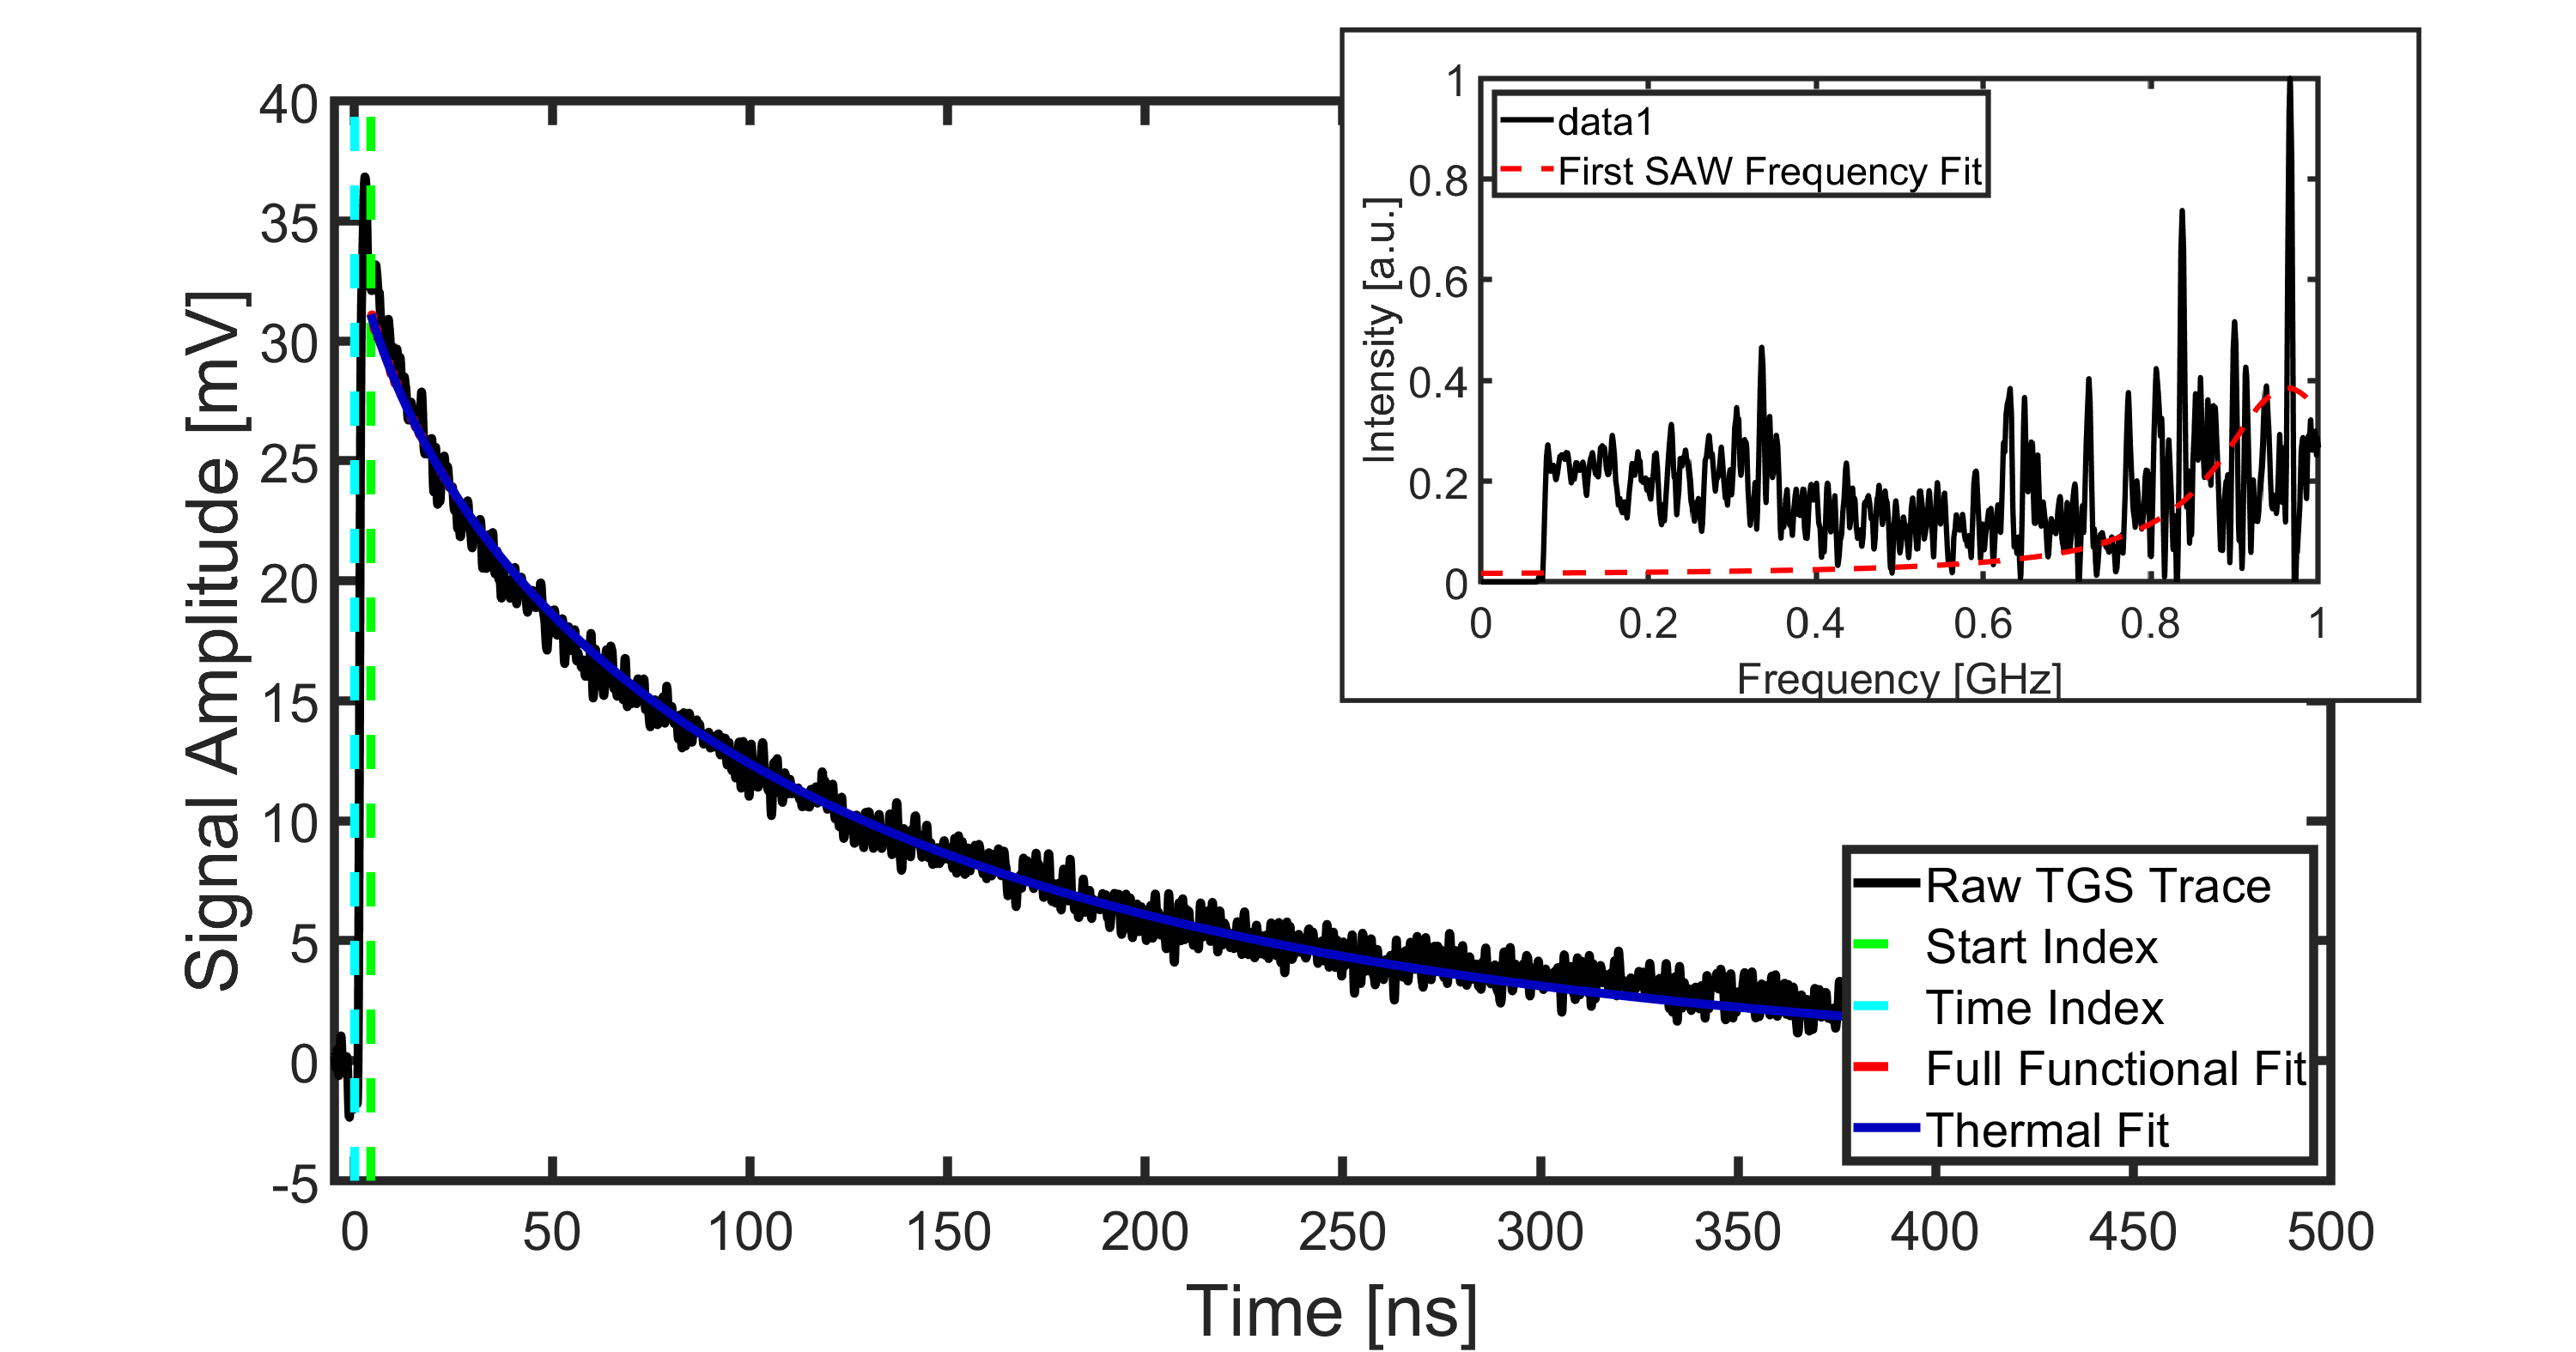 40
35
30
25
20
15
10
5
0
-5
Signal Amplitude [mV]
0 50 100 150 200 250 300 350 400 450 500
Time [ns]
1
0.8
0.6
0.4
0.2
0
Intensity [a.u.]
data1
First SAW Frequency Fit
0 0.2 0.4 0.6 0.8 1
Frequency [GHz]
Raw TGS Trace
Start Index
Time Index
Full Functional Fit
Thermal Fit